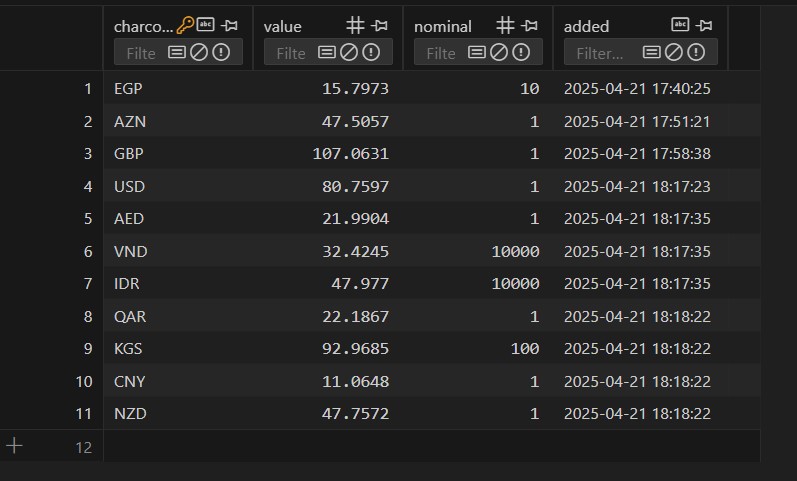 charco... value nominal added
Filte Filte Filte Filter...
1 EGP 15.7973 10 2025-04-21 17:40:25
2 AZN 47.5057 1 2025-04-21 17:51:21
3 GBP 107.0631 1 2025-04-21 17:58:38
4 USD 80.7597 1 2025-04-21 18:17:23
5 AED 21.9904 1 2025-04-21 18:17:35
6 VND 32.4245 10000 2025-04-21 18:17:35
7 IDR 47.977 10000 2025-04-21 18:17:35
8 QAR 22.1867 1 2025-04-21 18:18:22
9 KGS 92.9685 100 2025-04-21 18:18:22
10 CNY 11.0648 1 2025-04-21 18:18:22
11 NZD 47.7572 1 2025-04-21 18:18:22
12